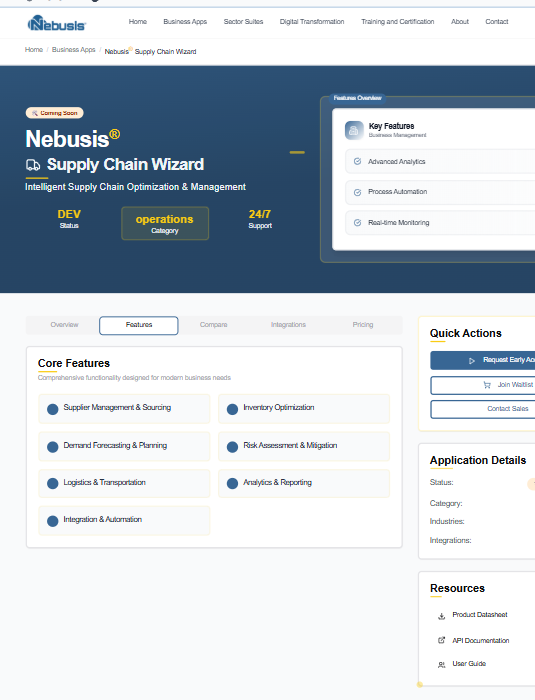 Nebusis®
Home
Business Apps
Sector Suites
Digital Transformation
Training and Certification
About
Contact
Home / Business Apps / Nebusis® Supply Chain Wizard
Coming Soon
Nebusis®
Supply Chain Wizard
Intelligent Supply Chain Optimization & Management
DEV
Status
operations
Category
24/7
Support
Features Overview
Key Features
Business Management
Advanced Analytics
Process Automation
Real-time Monitoring
Overview
Features
Compare
Integrations
Pricing
Core Features
Comprehensive functionality designed for modern business needs
Supplier Management & Sourcing
Inventory Optimization
Demand Forecasting & Planning
Risk Assessment & Mitigation
Logistics & Transportation
Analytics & Reporting
Integration & Automation
Quick Actions
Request Early
Join Waitlist
Contact Sales
Application Details
Status:
Category:
Industries:
Integrations:
Resources
Product Datasheet
API Documentation
User Guide